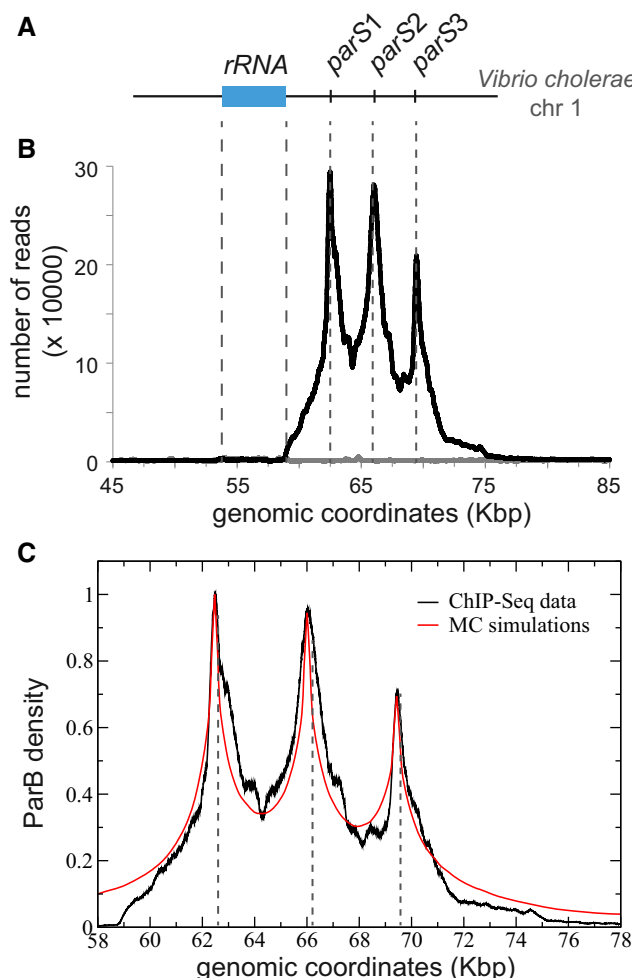 A
rRNA
parS1
parS2
parS3
Vibrio cholerae
chr 1
B
number of reads
(x 10000)
30
20
10
0
45
55
65
75
85
genomic coordinates (Kbp)
C
ChIP-Seq data
MC simulations
ParB density
1
0.8
0.6
0.4
0.2
0
58
60
62
64
66
68
69
70
72
74
76
78
genomic coordinates (Kbp)